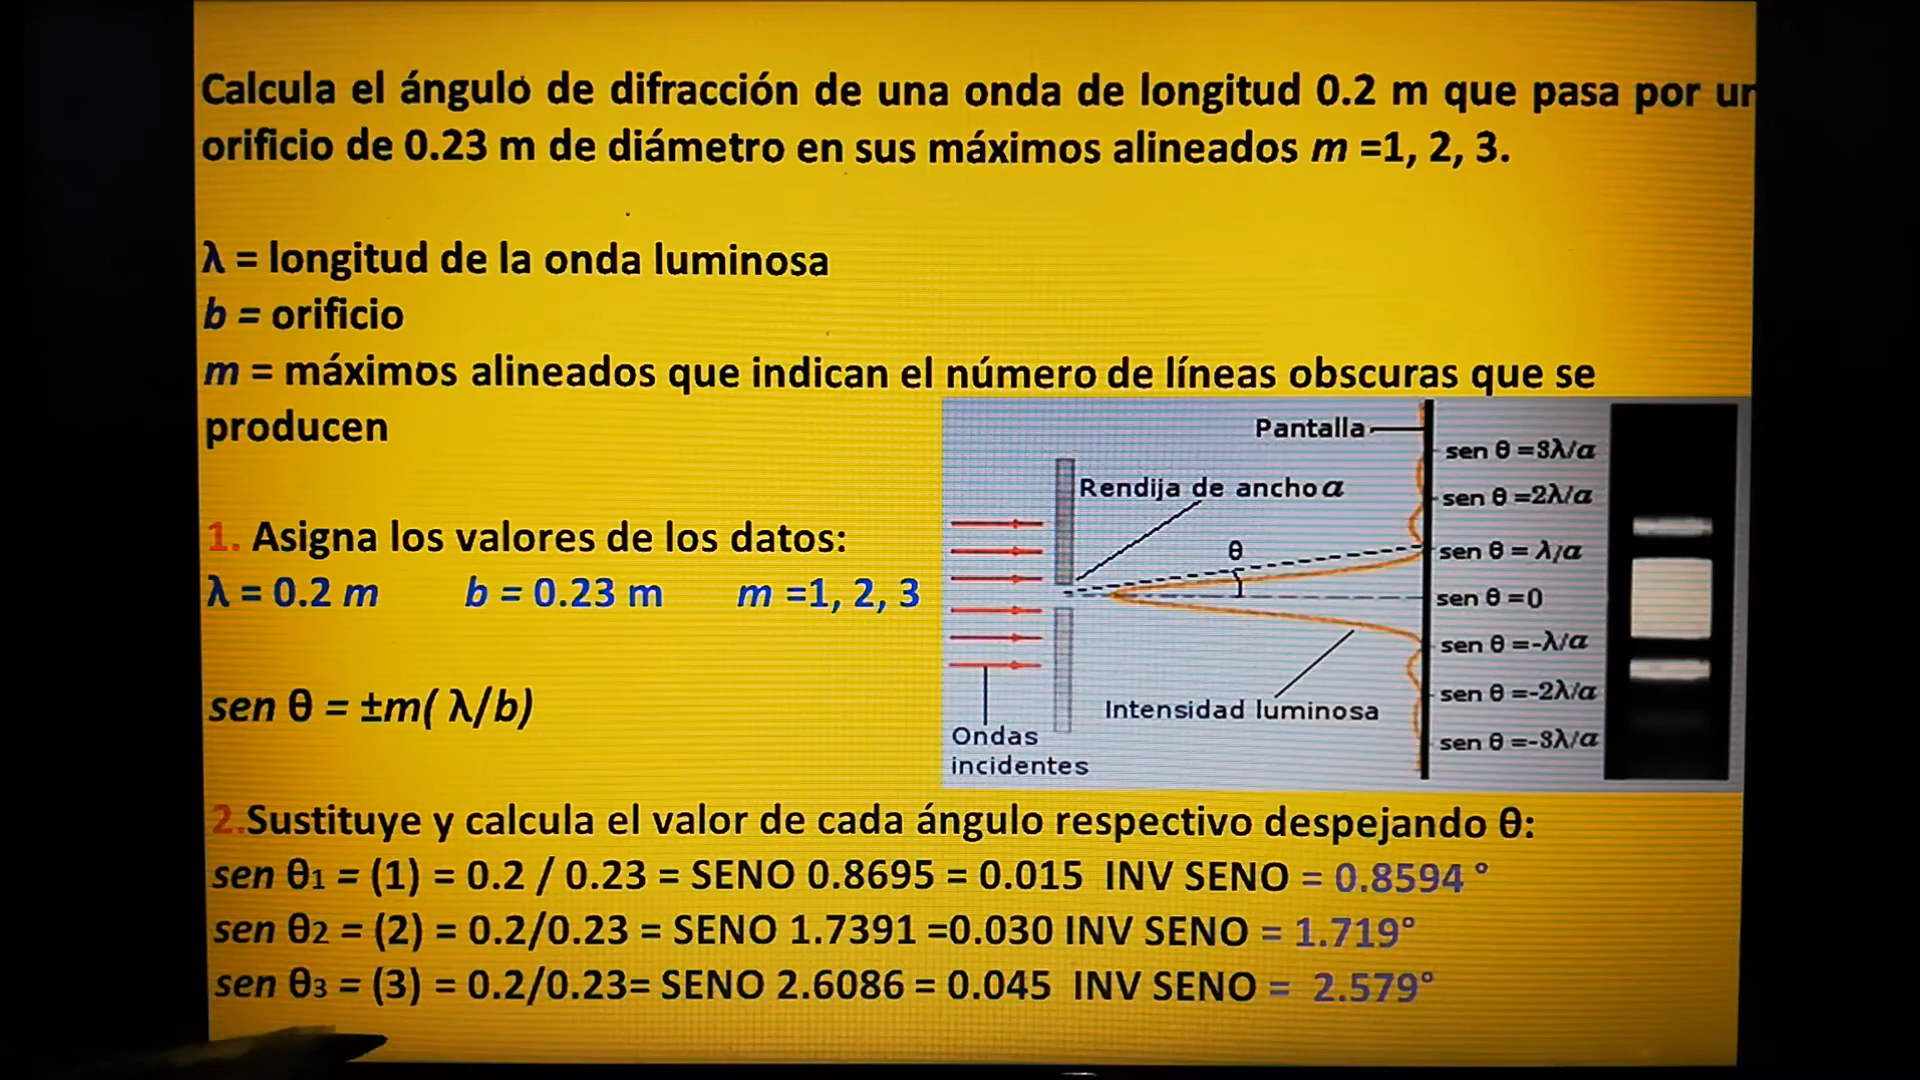 Calcula el ángulo de difracción de una onda de longitud 0.2 m que pasa por un
orificio de 0.23 m de diámetro en sus máximos alineados m =1, 2, 3.
λ = longitud de la onda luminosa
b = orificio
m = máximos alineados que indican el número de líneas obscuras que se
producen
Pantalla
sen θ =3λ/a
Rendija de ancho a
sen θ =2λ/a
1. Asigna los valores de los datos:
θ
sen θ = λ/a
λ = 0.2 m b = 0.23 m m =1, 2, 3
sen θ =0
sen θ =-λ/a
sen θ = ±m( λ/b)
sen θ =-2λ/a
Intensidad luminosa
Ondas
incidentes
sen θ =-3λ/a
2.Sustituye y calcula el valor de cada ángulo respectivo despejando θ:
sen θ1 = (1) = 0.2 / 0.23 = SENO 0.8695 = 0.015 INV SENO = 0.8594 °
sen θ2 = (2) = 0.2/0.23 = SENO 1.7391 =0.030 INV SENO = 1.719°
sen θ3 = (3) = 0.2/0.23= SENO 2.6086 = 0.045 INV SENO = 2.579°